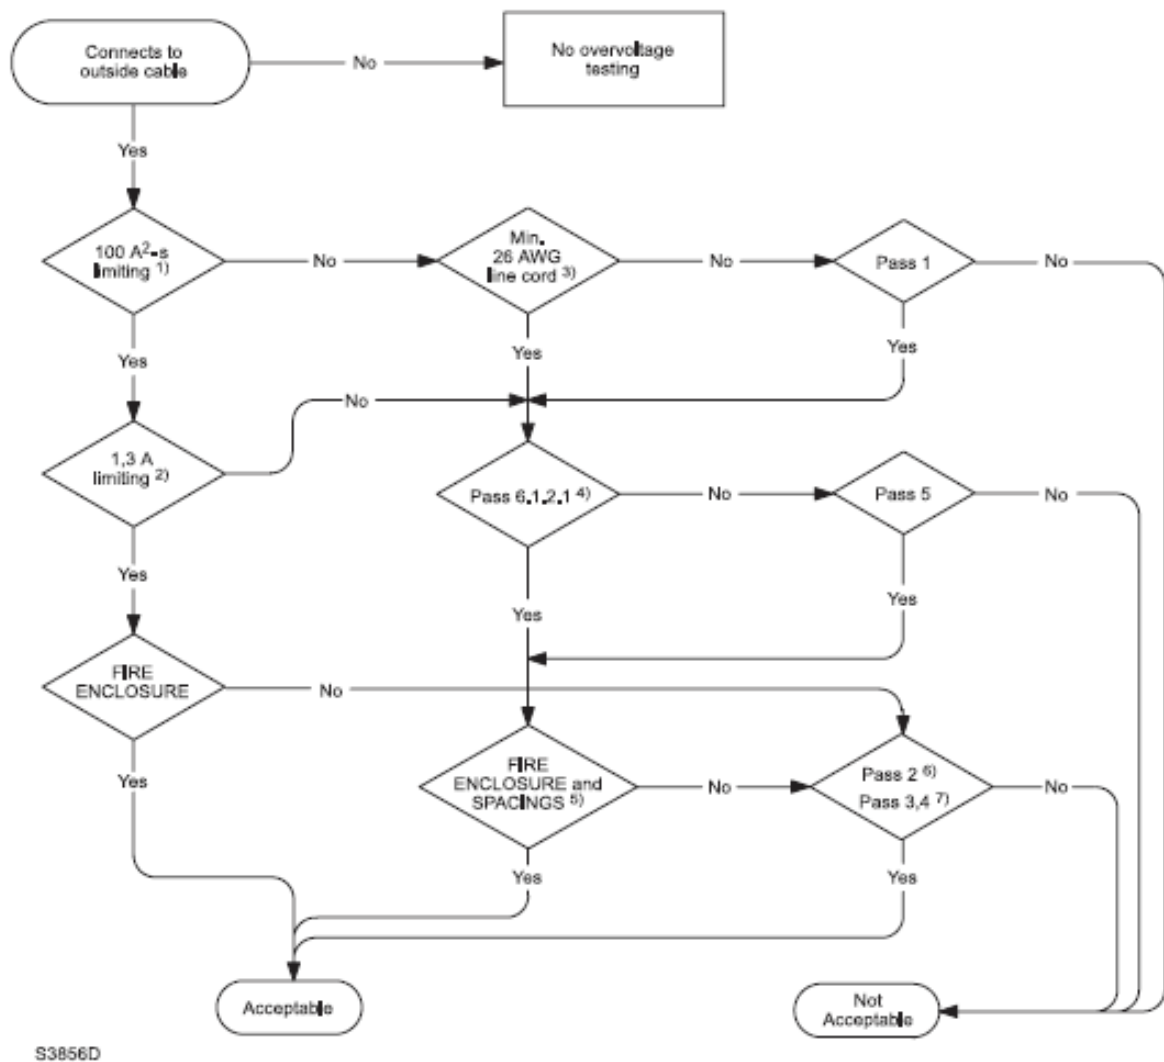 Connects to
outside cable
No
No overvoltage
testing
Yes
100 A²-s
limiting 1)
No
Min.
26 AWG
line cord 3)
No
Pass 1
No
Yes
Yes
Yes
No
1,3 A
limiting 2)
Pass 6.1.2.1 4)
No
Pass 5
No
Yes
Yes
Yes
FIRE
ENCLOSURE
No
Yes
FIRE
ENCLOSURE and
SPACINGS 5)
No
Pass 2 6)
Pass 3,4 7)
No
Yes
Yes
Acceptable
Not
Acceptable
S3856D